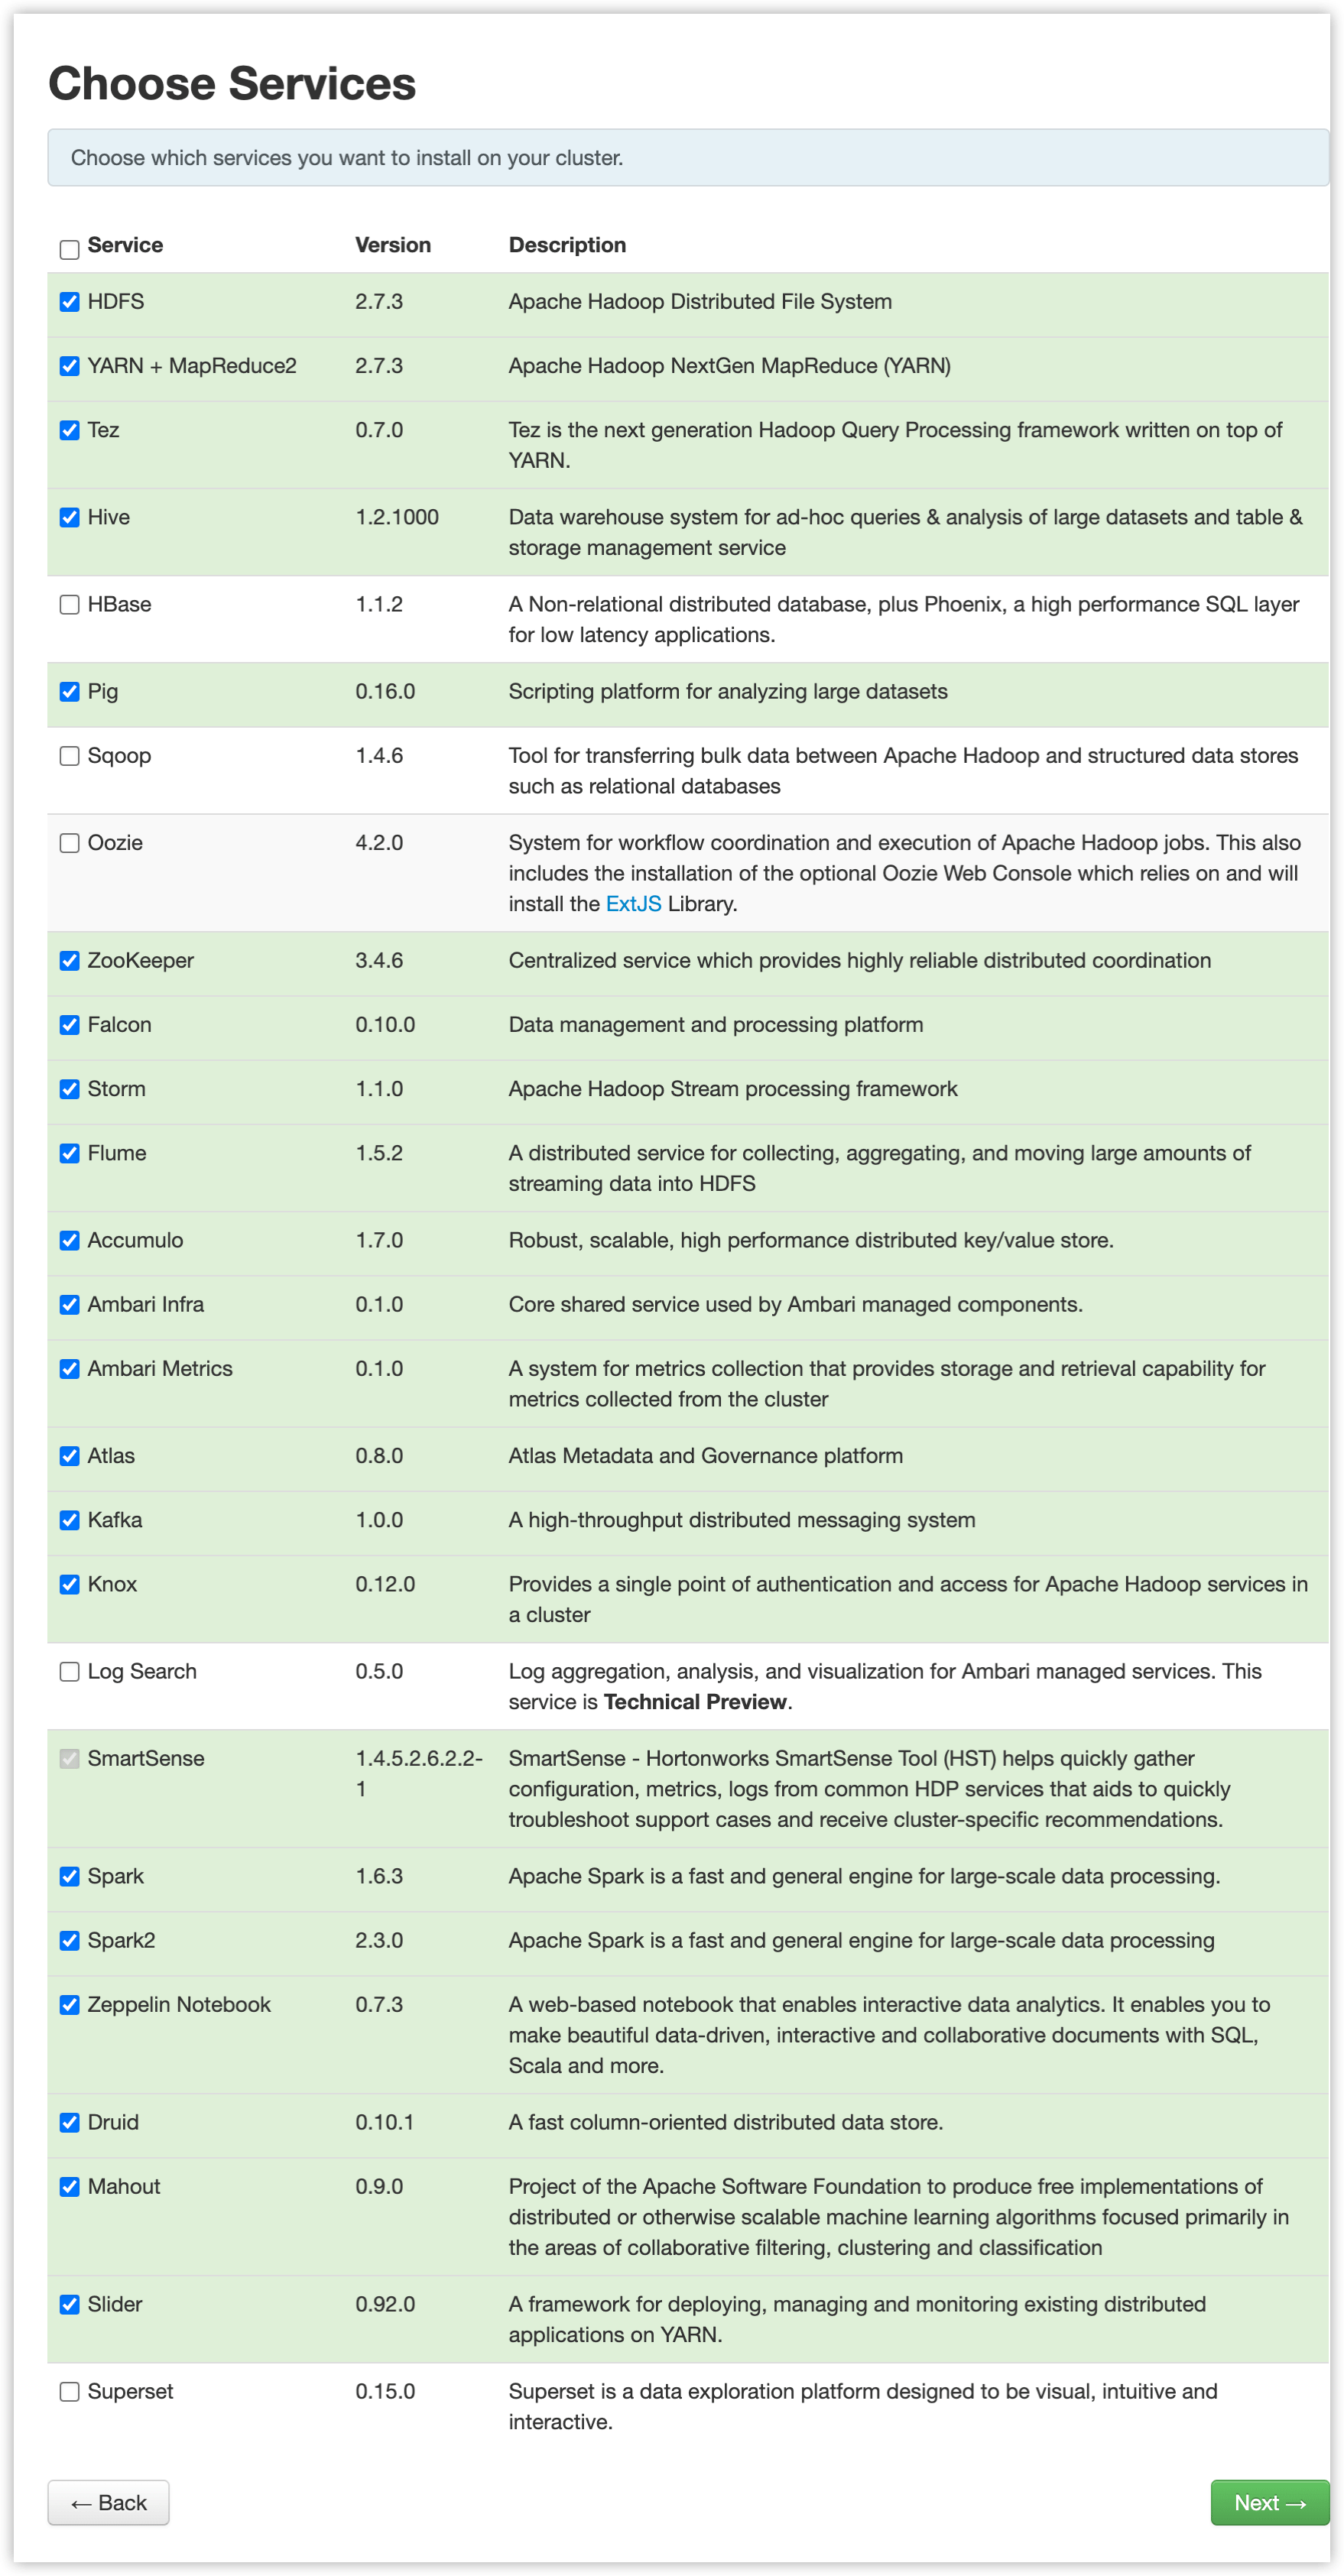 Choose Services
Choose which services you want to install on your cluster.
Service Version Description
HDFS 2.7.3 Apache Hadoop Distributed File System
YARN + MapReduce2 2.7.3 Apache Hadoop NextGen MapReduce (YARN)
Tez 0.7.0 Tez is the next generation Hadoop Query Processing framework written on top of
YARN.
Hive 1.2.1000 Data warehouse system for ad-hoc queries & analysis of large datasets and table &
storage management service
HBase 1.1.2 A Non-relational distributed database, plus Phoenix, a high performance SQL layer
for low latency applications.
Pig 0.16.0 Scripting platform for analyzing large datasets
Sqoop 1.4.6 Tool for transferring bulk data between Apache Hadoop and structured data stores
such as relational databases
Oozie 4.2.0 System for workflow coordination and execution of Apache Hadoop jobs. This also
includes the installation of the optional Oozie Web Console which relies on and will
install the ExtJS Library.
ZooKeeper 3.4.6 Centralized service which provides highly reliable distributed coordination
Falcon 0.10.0 Data management and processing platform
Storm 1.1.0 Apache Hadoop Stream processing framework
Flume 1.5.2 A distributed service for collecting, aggregating, and moving large amounts of
streaming data into HDFS
Accumulo 1.7.0 Robust, scalable, high performance distributed key/value store.
Ambari Infra 0.1.0 Core shared service used by Ambari managed components.
Ambari Metrics 0.1.0 A system for metrics collection that provides storage and retrieval capability for
metrics collected from the cluster
Atlas 0.8.0 Atlas Metadata and Governance platform
Kafka 1.0.0 A high-throughput distributed messaging system
Knox 0.12.0 Provides a single point of authentication and access for Apache Hadoop services in
a cluster
Log Search 0.5.0 Log aggregation, analysis, and visualization for Ambari managed services. This
service is Technical Preview.
SmartSense 1.4.5.2.6.2.2- SmartSense - Hortonworks SmartSense Tool (HST) helps quickly gather
1 configuration, metrics, logs from common HDP services that aids to quickly
troubleshoot support cases and receive cluster-specific recommendations.
Spark 1.6.3 Apache Spark is a fast and general engine for large-scale data processing.
Spark2 2.3.0 Apache Spark is a fast and general engine for large-scale data processing
Zeppelin Notebook 0.7.3 A web-based notebook that enables interactive data analytics. It enables you to
make beautiful data-driven, interactive and collaborative documents with SQL,
Scala and more.
Druid 0.10.1 A fast column-oriented distributed data store.
Mahout 0.9.0 Project of the Apache Software Foundation to produce free implementations of
distributed or otherwise scalable machine learning algorithms focused primarily in
the areas of collaborative filtering, clustering and classification
Slider 0.92.0 A framework for deploying, managing and monitoring existing distributed
applications on YARN.
Superset 0.15.0 Superset is a data exploration platform designed to be visual, intuitive and
interactive.
← Back Next →